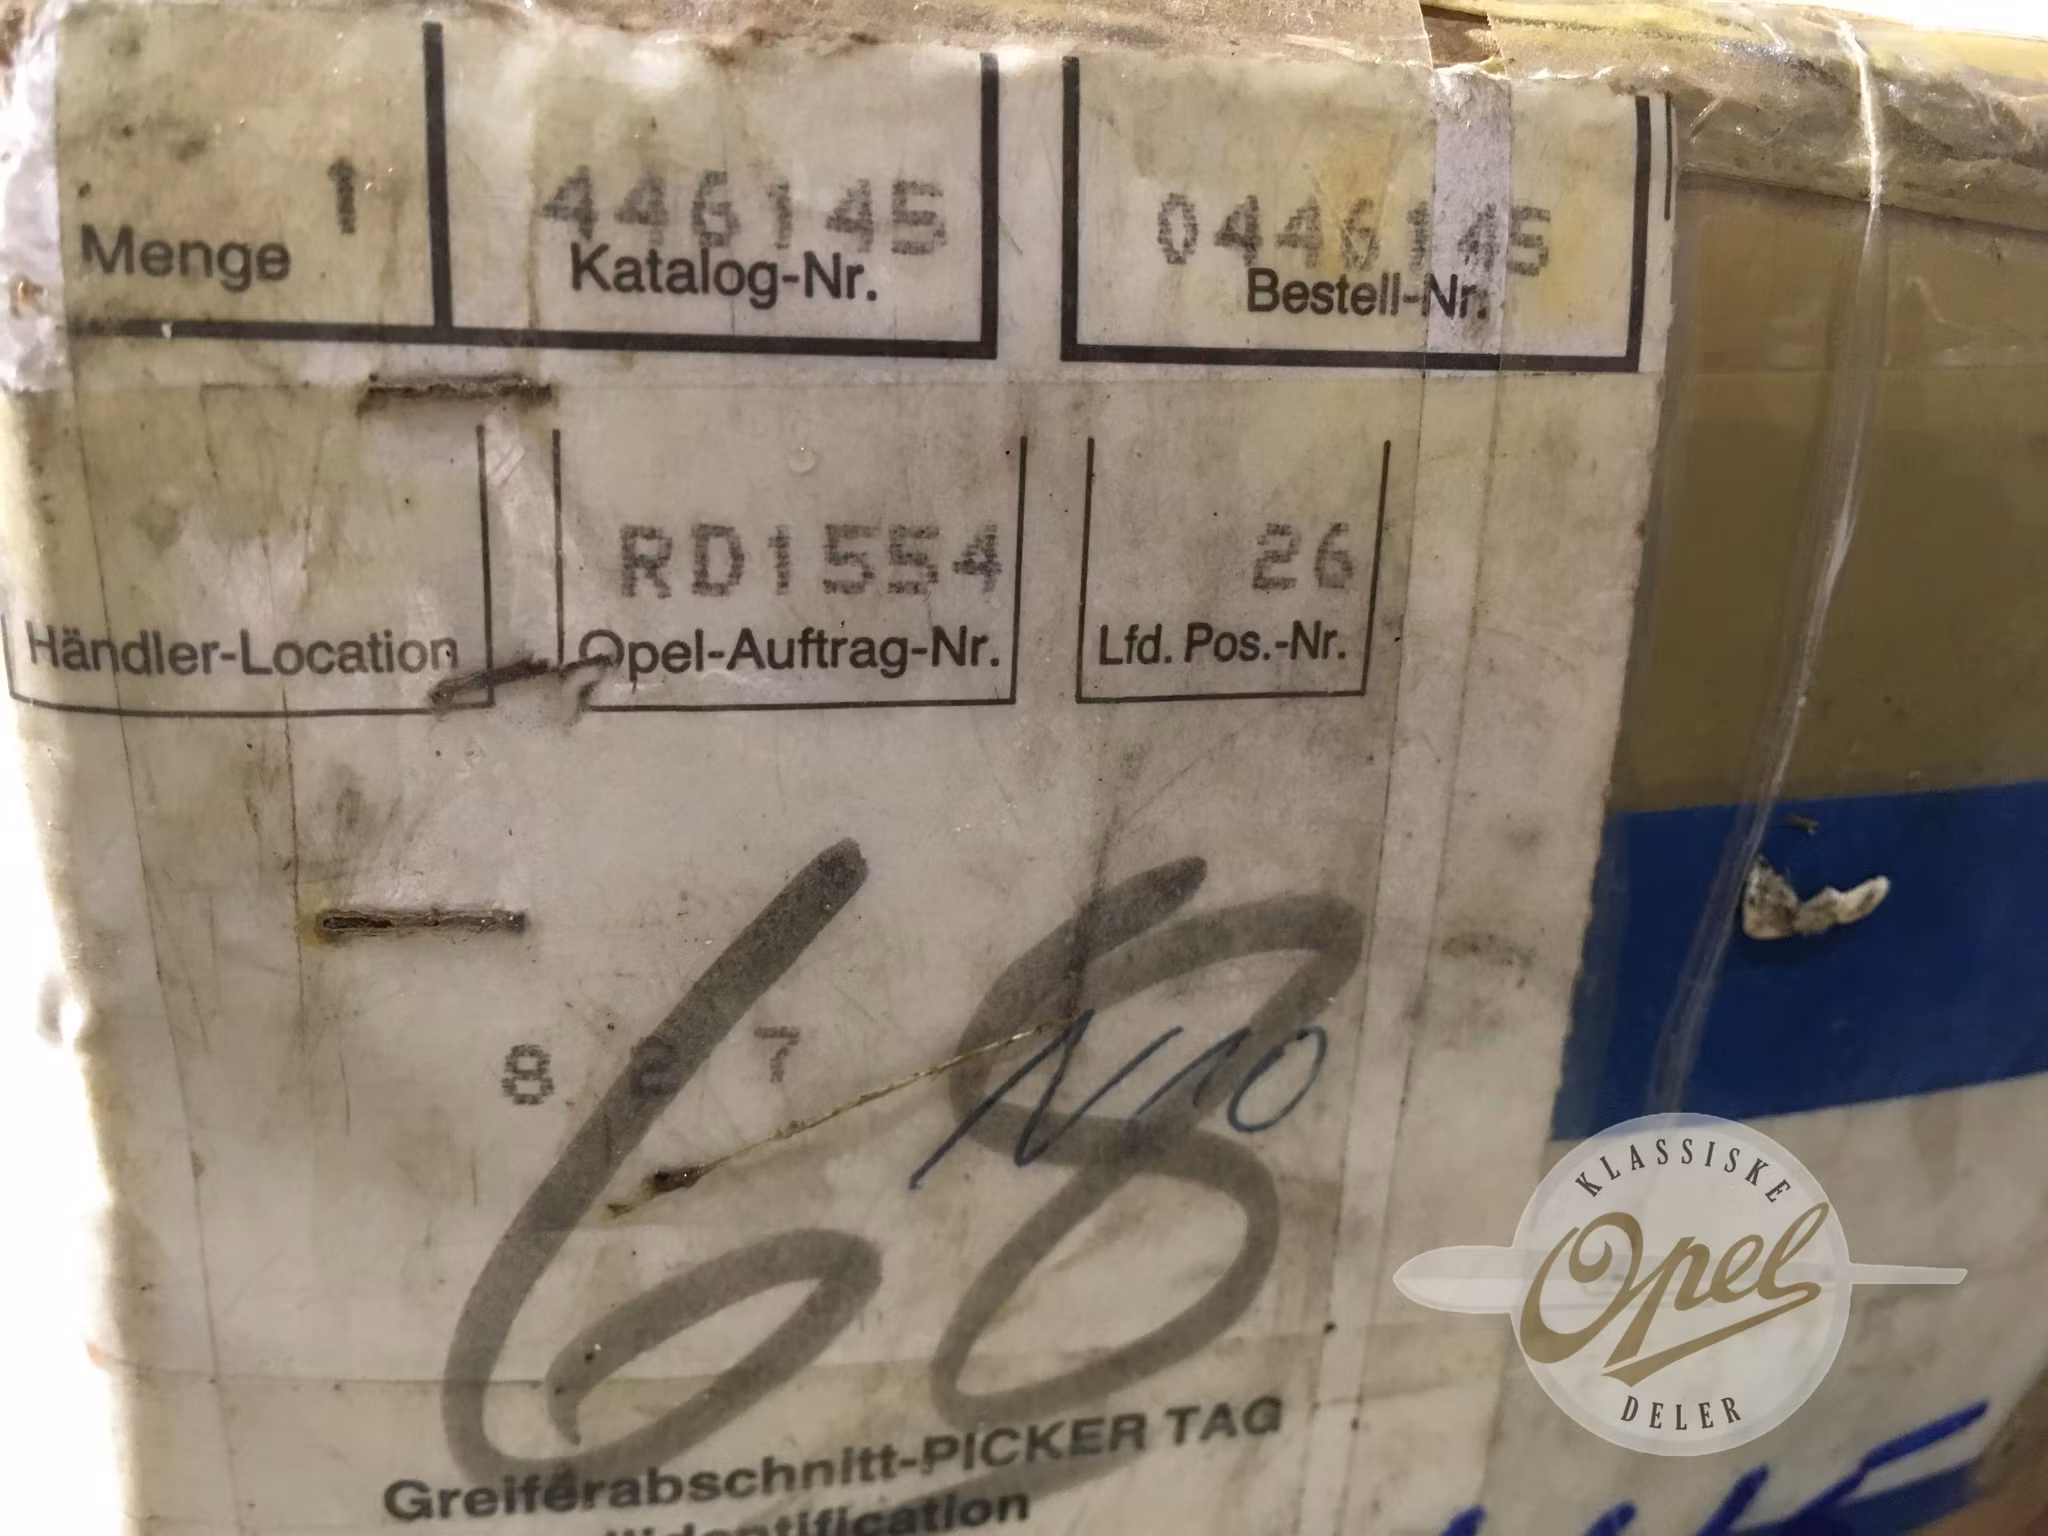 1 446145 0446145
Menge Katalog-Nr. Bestell-Nr.
RD1554 26
Händler-Location Opel-Auftrag-Nr. Lfd. Pos.-Nr.
68
8 2 7
N10
KLASSISKE
Opel
DELER
Greiferabschnitt-PICKER TAG